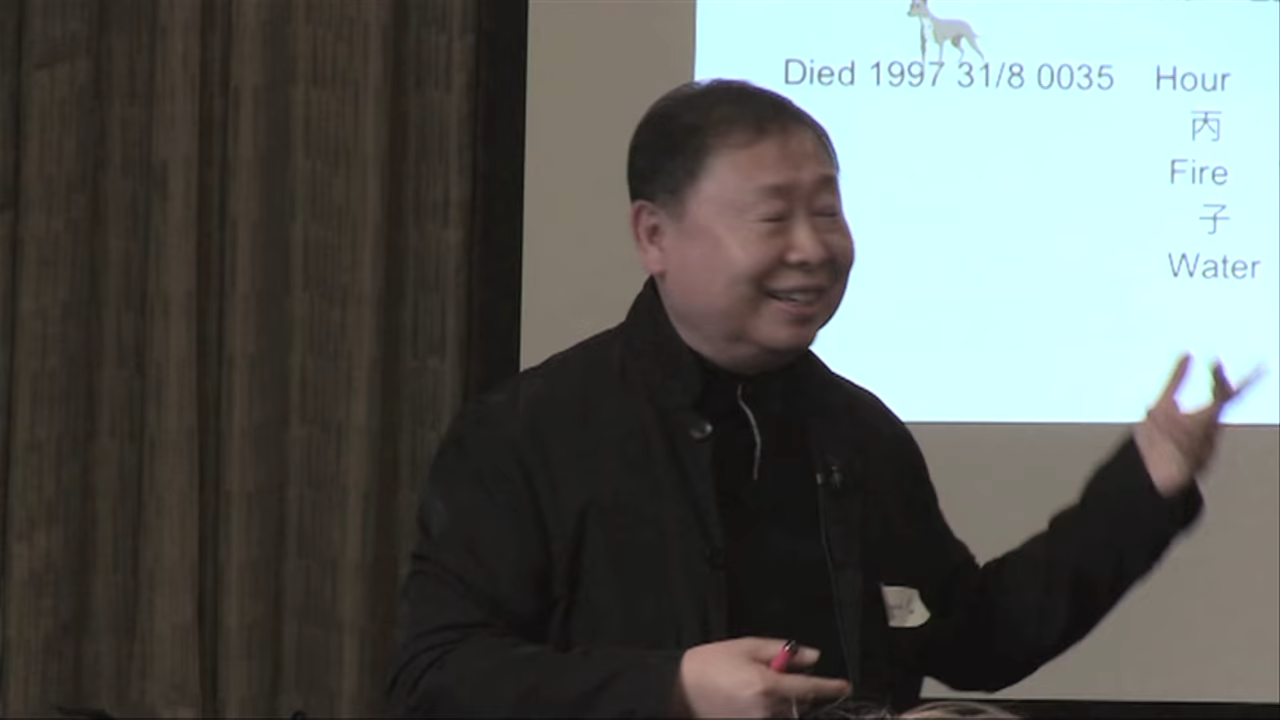 Died 1997 31/8 0035 Hour
丙
Fire
子
Water